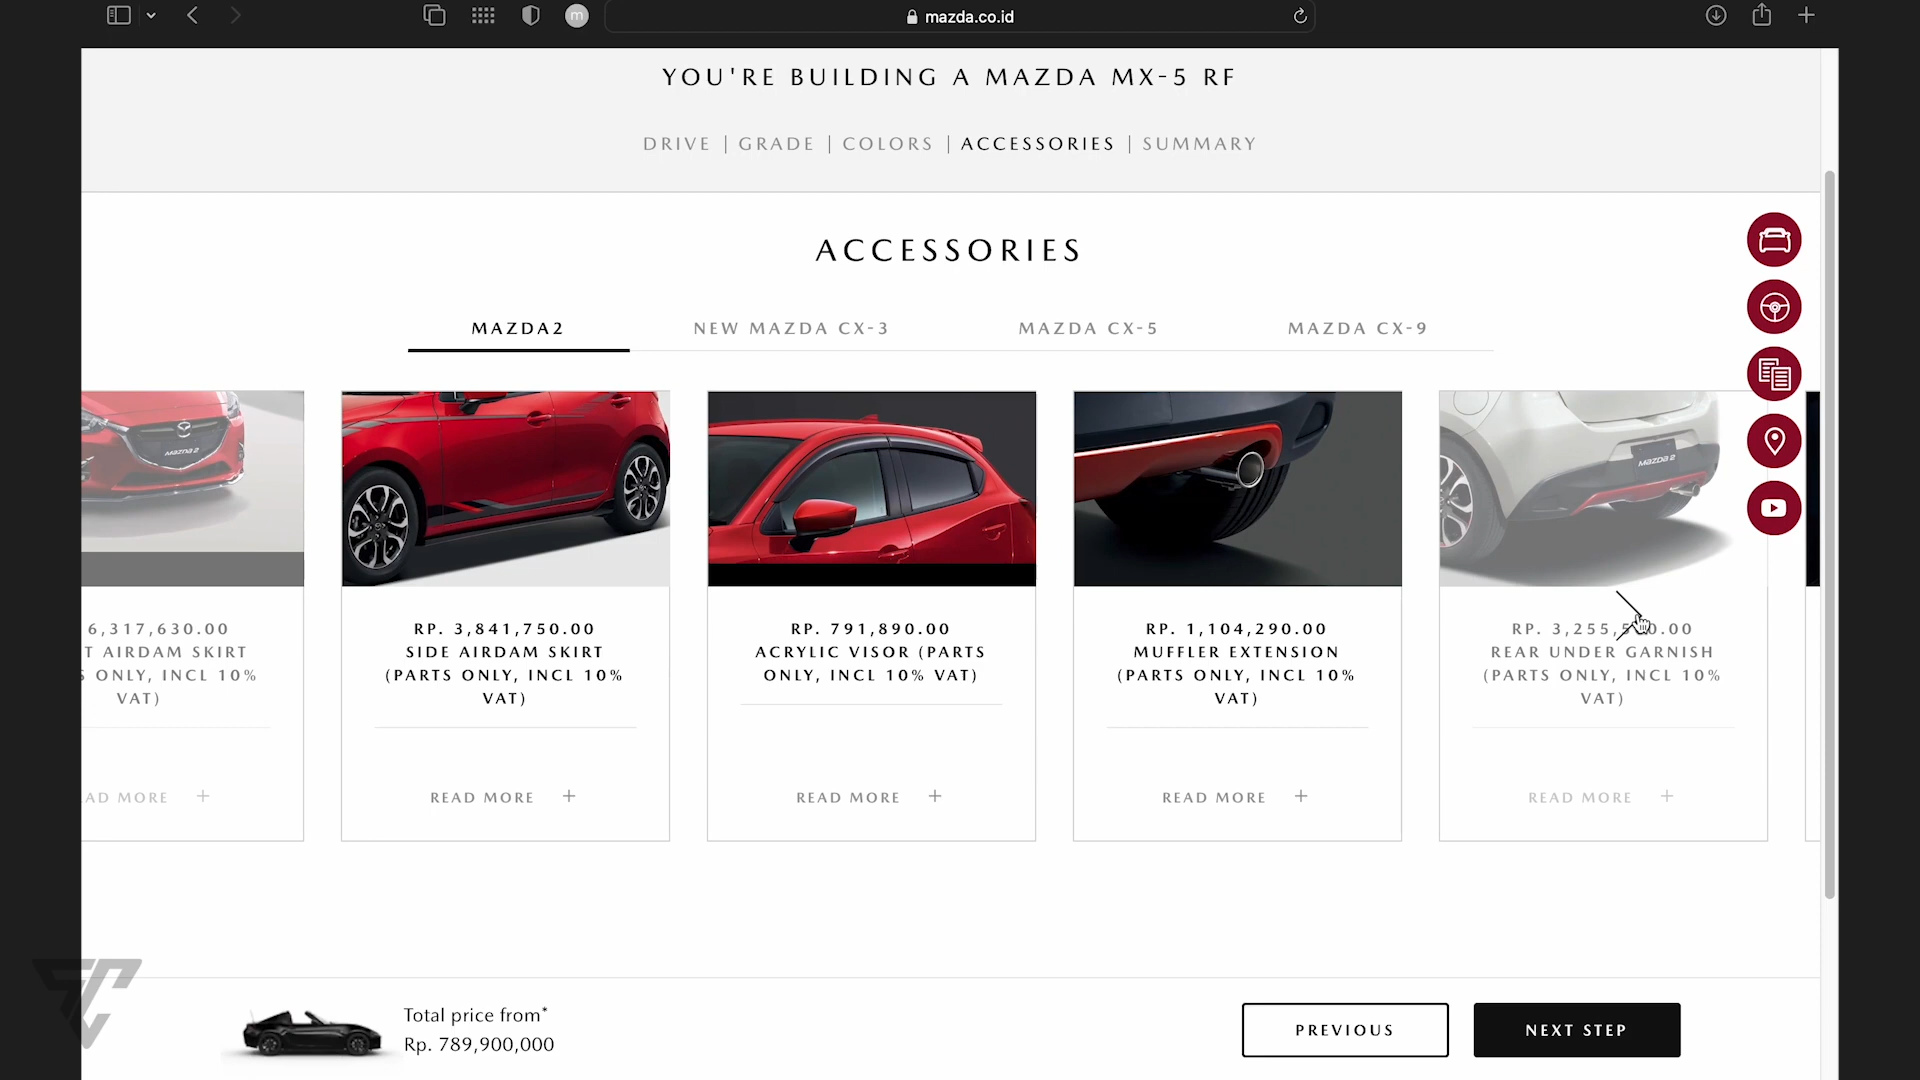 m
mazda.co.id
YOU'RE BUILDING A MAZDA MX-5 RF
DRIVE | GRADE | COLORS | ACCESSORIES | SUMMARY
ACCESSORIES
MAZDA2
NEW MAZDA CX-3
MAZDA CX-5
MAZDA CX-9
MAZDA 2
MAZDA 2
6,317,630.00
T AIRDAM SKIRT
ONLY, INCL 10%
VAT)
AD MORE +
RP. 3,841,750.00
SIDE AIRDAM SKIRT
(PARTS ONLY, INCL 10%
VAT)
READ MORE +
RP. 791,890.00
ACRYLIC VISOR (PARTS
ONLY, INCL 10% VAT)
READ MORE +
RP. 1,104,290.00
MUFFLER EXTENSION
(PARTS ONLY, INCL 10%
VAT)
READ MORE +
RP.
REAR UNDER GARNISH
(PARTS ONLY, INCL 10%
VAT)
READ MORE +
Total price from*
Rp. 789,900,000
PREVIOUS
NEXT STEP